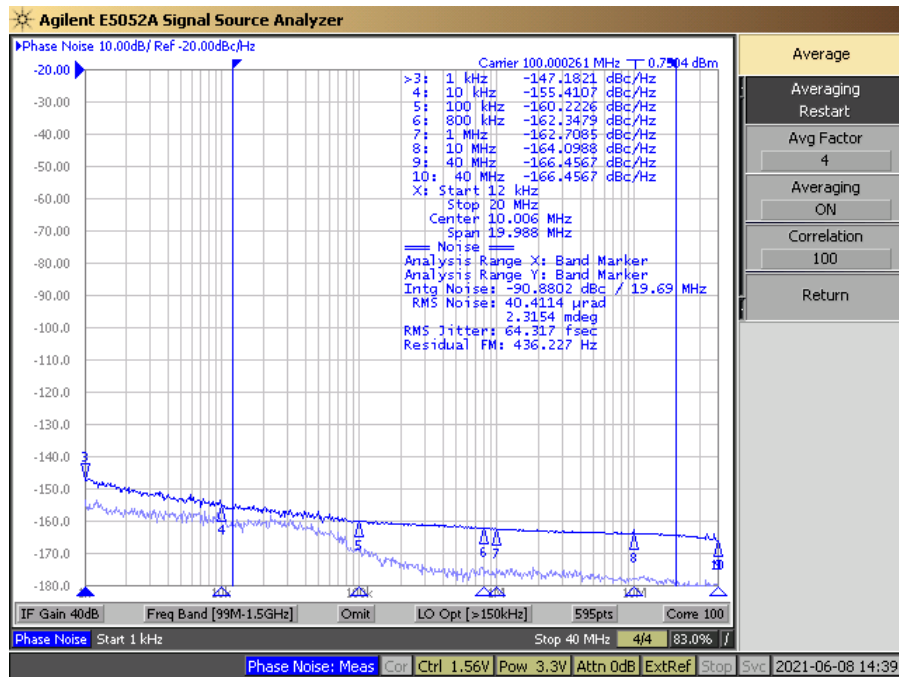 Agilent E5052A Signal Source Analyzer
Phase Noise 10.00dB/ Ref -20.00dBc/Hz
Carrier 100.000261 MHz 0.7504 dBm
>3: 1 kHz -147.1821 dBc/Hz
4: 10 kHz -155.4107 dBc/Hz
5: 100 kHz -160.2226 dBc/Hz
6: 800 kHz -162.3479 dBc/Hz
7: 1 MHz -162.7085 dBc/Hz
8: 10 MHz -164.0988 dBc/Hz
9: 40 MHz -166.4567 dBc/Hz
10: 40 MHz -166.4567 dBc/Hz
X: Start 12 kHz
Stop 20 MHz
Center 10.006 MHz
Span 19.988 MHz
=== Noise ===
Analysis Range X: Band Marker
Analysis Range Y: Band Marker
Intg Noise: -90.8802 dBc / 19.69 MHz
RMS Noise: 40.4114 µrad
2.3154 mdeg
RMS Jitter: 64.317 fsec
Residual FM: 436.227 Hz
-20.00
-30.00
-40.00
-50.00
-60.00
-70.00
-80.00
-90.00
-100.0
-110.0
-120.0
-130.0
-140.0
-150.0
-160.0
-170.0
-180.0
3
4
5
6
7
8
10k
100k
10M
IF Gain 40dB
Freq Band [99M-1.5GHz]
Omit
LO Opt [>150kHz]
595pts
Corre 100
Phase Noise Start 1 kHz
Stop 40 MHz 4/4 83.0%
Phase Noise: Meas Cor Ctrl 1.56V Pow 3.3V Attn 0dB ExtRef Stop Svc 2021-06-08 14:39
Average
Averaging
Restart
Avg Factor
4
Averaging
ON
Correlation
100
Return